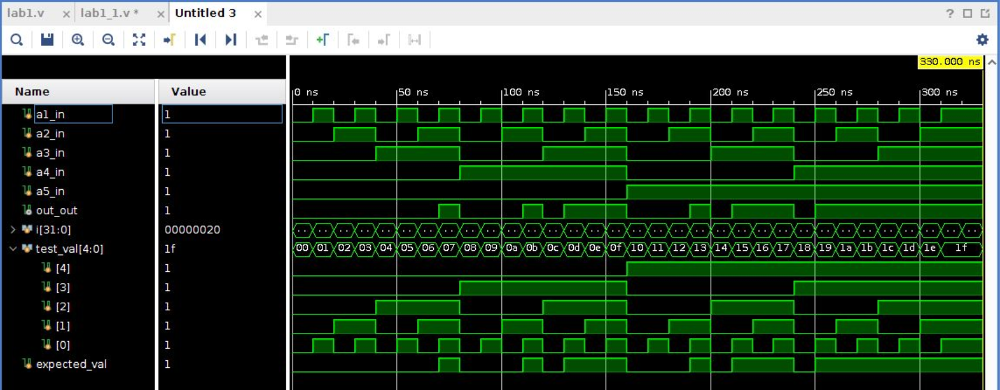 lab1.v × lab1_1.v * × Untitled 3 ×
?
330.000 ns
Name Value 0 ns 50 ns 100 ns 150 ns 200 ns 250 ns 300 ns
a1_in 1
a2_in 1
a3_in 1
a4_in 1
a5_in 1
out_out 1
i[31:0] 00000020 .. .. .. .. .. .. .. .. .. .. .. .. .. .. .. .. .. .. .. .. .. .. .. .. .. .. .. .. .. .. .. .. ..
test_val[4:0] 1f 00 01 02 03 04 05 06 07 08 09 0a 0b 0c 0d 0e 0f 10 11 12 13 14 15 16 17 18 19 1a 1b 1c 1d 1e 1f
[4] 1
[3] 1
[2] 1
[1] 1
[0] 1
expected_val 1